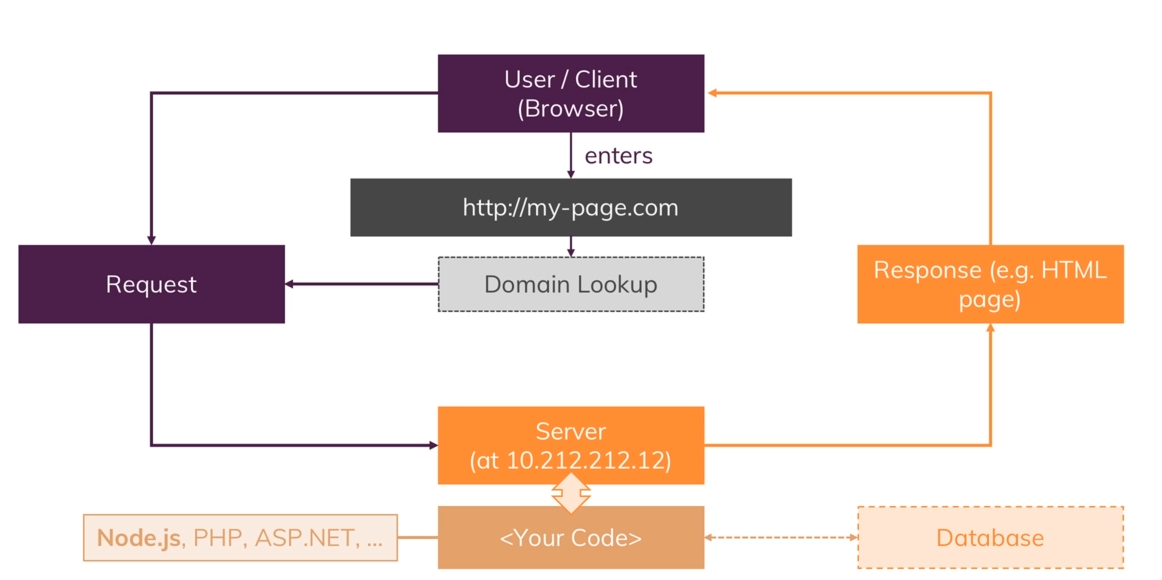 User / Client
(Browser)
enters
http://my-page.com
Domain Lookup
Request
Response (e.g. HTML
page)
Server
(at 10.212.212.12)
Node.js, PHP, ASP.NET, ...
<Your Code>
Database